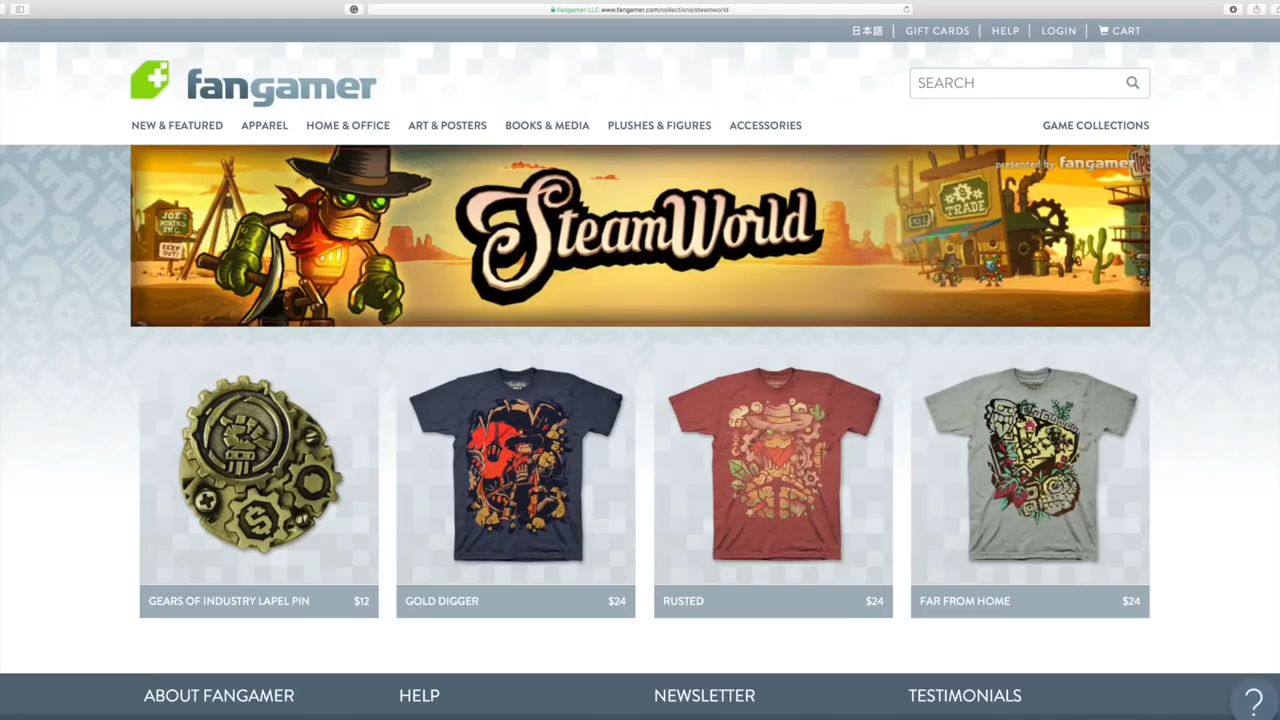 Fangamer LLC www.fangamer.com/collections/steamworld
日本語 GIFT CARDS HELP LOGIN CART
fangamer
SEARCH
NEW & FEATURED APPAREL HOME & OFFICE ART & POSTERS BOOKS & MEDIA PLUSHES & FIGURES ACCESSORIES GAME COLLECTIONS
presented by fangamer
JOE'S
MINING
INC.
KEEP
OUT!
SteamWorld
SHOP
TRADE
$
GEARS OF INDUSTRY LAPEL PIN $12
GOLD DIGGER $24
RUSTED $24
FAR FROM HOME $24
ABOUT FANGAMER HELP NEWSLETTER TESTIMONIALS
?